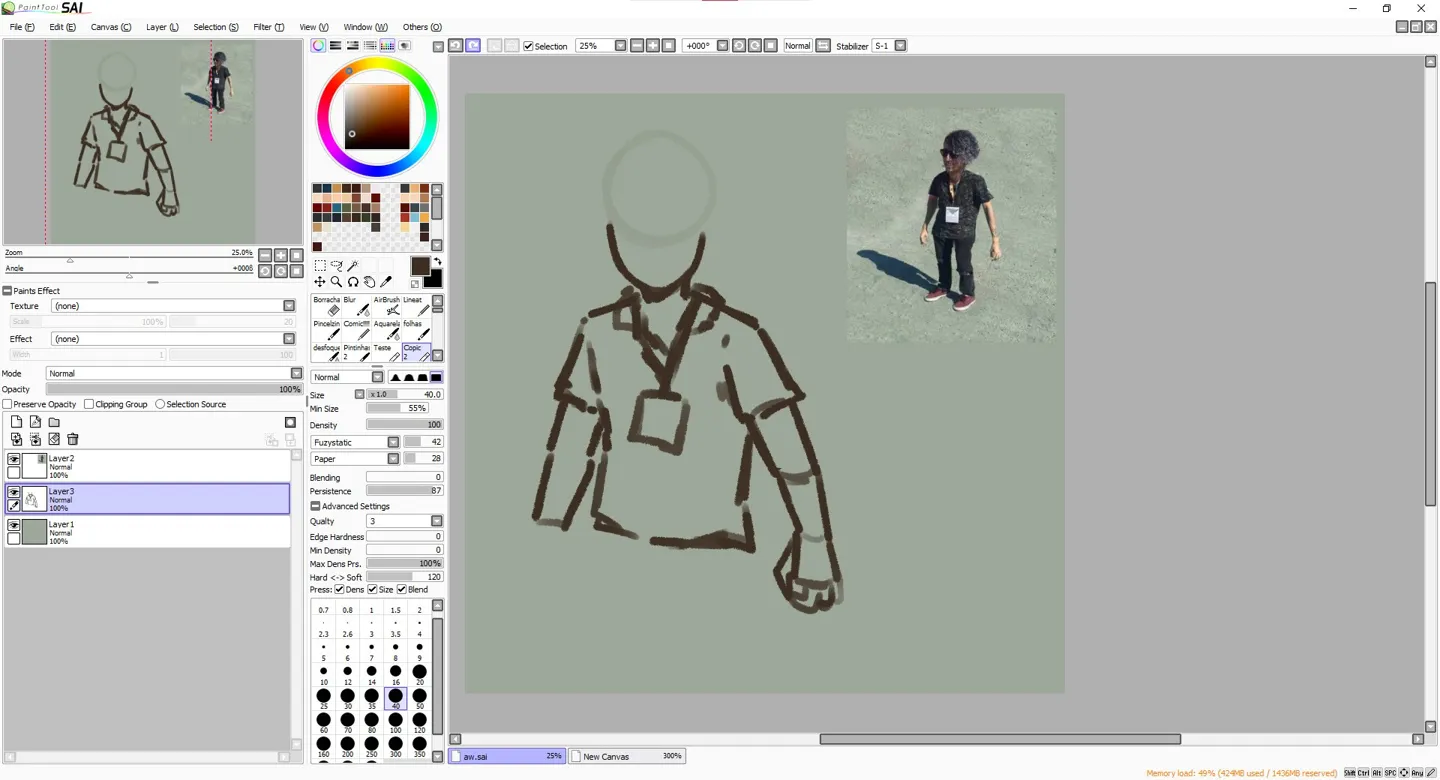 PaintTool SAI
File (F) Edit (E) Canvas (C) Layer (L) Selection (S) Filter (T) View (V) Window (W) Others (O)
Selection 25% +000° Normal Stabilizer S-1
Zoom 25.0%
Angle +000ß
Paints Effect
Texture (none)
Scale 100% 20
Effect (none)
Width 1 100
Mode Normal
Opacity 100%
Preserve Opacity Clipping Group Selection Source
Layer2
Normal
100%
Layer3
Normal
100%
Layer1
Normal
100%
Borracha Blur AirBrush Lineat
Pincelzin Comic!!!! Aquarela folhas
desfoque Pintinhas 2 Teste Copic 2
Normal
Size x 1.0 40.0
Min Size 55%
Density 100
Fuzystatic 42
Paper 28
Blending 0
Persistence 87
Advanced Settings
Qualty 3
Edge Hardness 0
Min Density 0
Max Dens Prs. 100%
Hard <-> Soft 120
Press: Dens Size Blend
0.7 0.8 1 1.5 2
2.3 2.6 3 3.5 4
5 6 7 8 9
10 12 14 16 20
25 30 35 40 50
60 70 80 100 120
160 200 250 300 350
aw.sai 25% New Canvas 300%
Memory load: 49% (424MB used / 1436MB reserved) Shift Ctrl Alt SPC Any